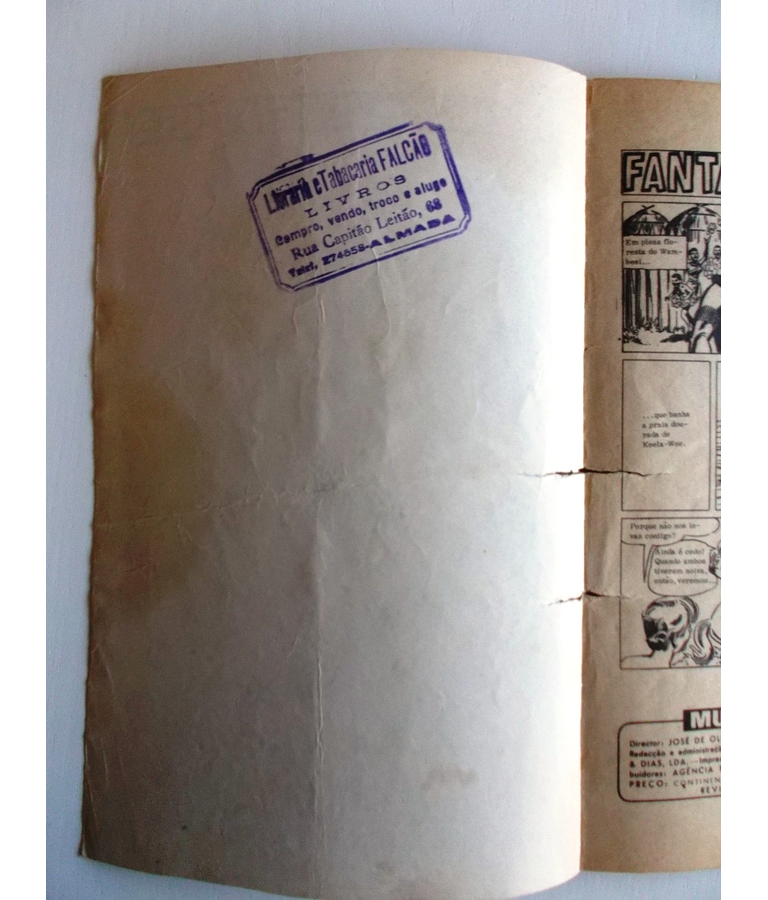 Livraria e Tabacaria FALCÃO
LIVROS
Compro, vendo, troco e alugo
Rua Capitão Leitão, 68
Telef. 274658-ALMADA
FANTA
Em plena flo-
resta do Wam-
besi...
...que banha
a praia dou-
rada de
Keela-Wee.
Porque não nos le-
vas contigo?
Ainda é cedo!
Quando ambos
tiverem noiva,
então, veremos...
MU
Director: JOSÉ DE OL
Redacção e administraçã
& DIAS, LDA. — Impre
buidores: AGÊNCIA
PREÇO: CONTINEN
REVI